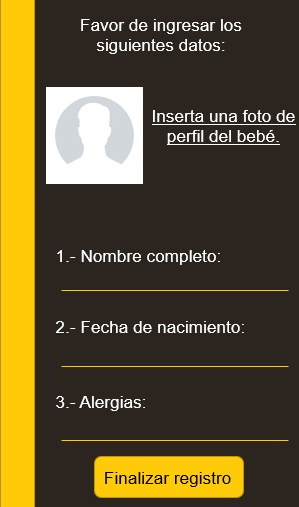 Favor de ingresar los
siguientes datos:
Inserta una foto de
perfil del bebé.
1.- Nombre completo:
2.- Fecha de nacimiento:
3.- Alergias:
Finalizar registro